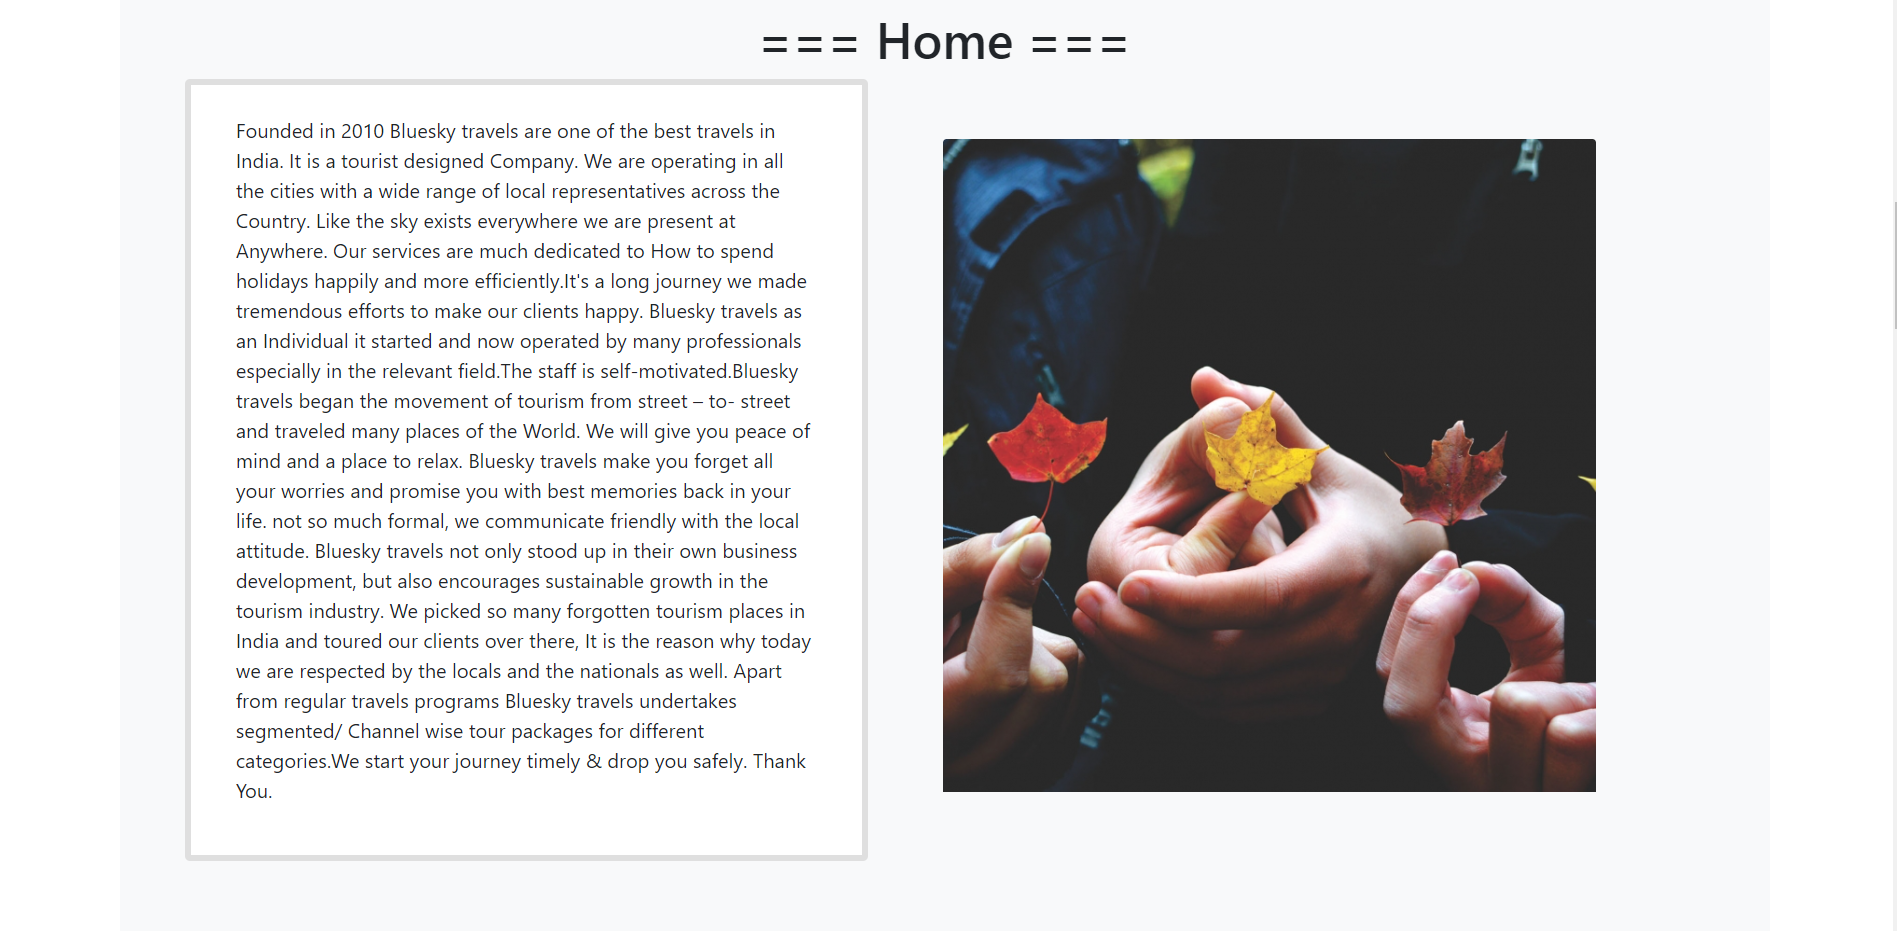 === Home ===
Founded in 2010 Bluesky travels are one of the best travels in
India. It is a tourist designed Company. We are operating in all
the cities with a wide range of local representatives across the
Country. Like the sky exists everywhere we are present at
Anywhere. Our services are much dedicated to How to spend
holidays happily and more efficiently.It's a long journey we made
tremendous efforts to make our clients happy. Bluesky travels as
an Individual it started and now operated by many professionals
especially in the relevant field.The staff is self-motivated.Bluesky
travels began the movement of tourism from street – to- street
and traveled many places of the World. We will give you peace of
mind and a place to relax. Bluesky travels make you forget all
your worries and promise you with best memories back in your
life. not so much formal, we communicate friendly with the local
attitude. Bluesky travels not only stood up in their own business
development, but also encourages sustainable growth in the
tourism industry. We picked so many forgotten tourism places in
India and toured our clients over there, It is the reason why today
we are respected by the locals and the nationals as well. Apart
from regular travels programs Bluesky travels undertakes
segmented/ Channel wise tour packages for different
categories.We start your journey timely & drop you safely. Thank
You.